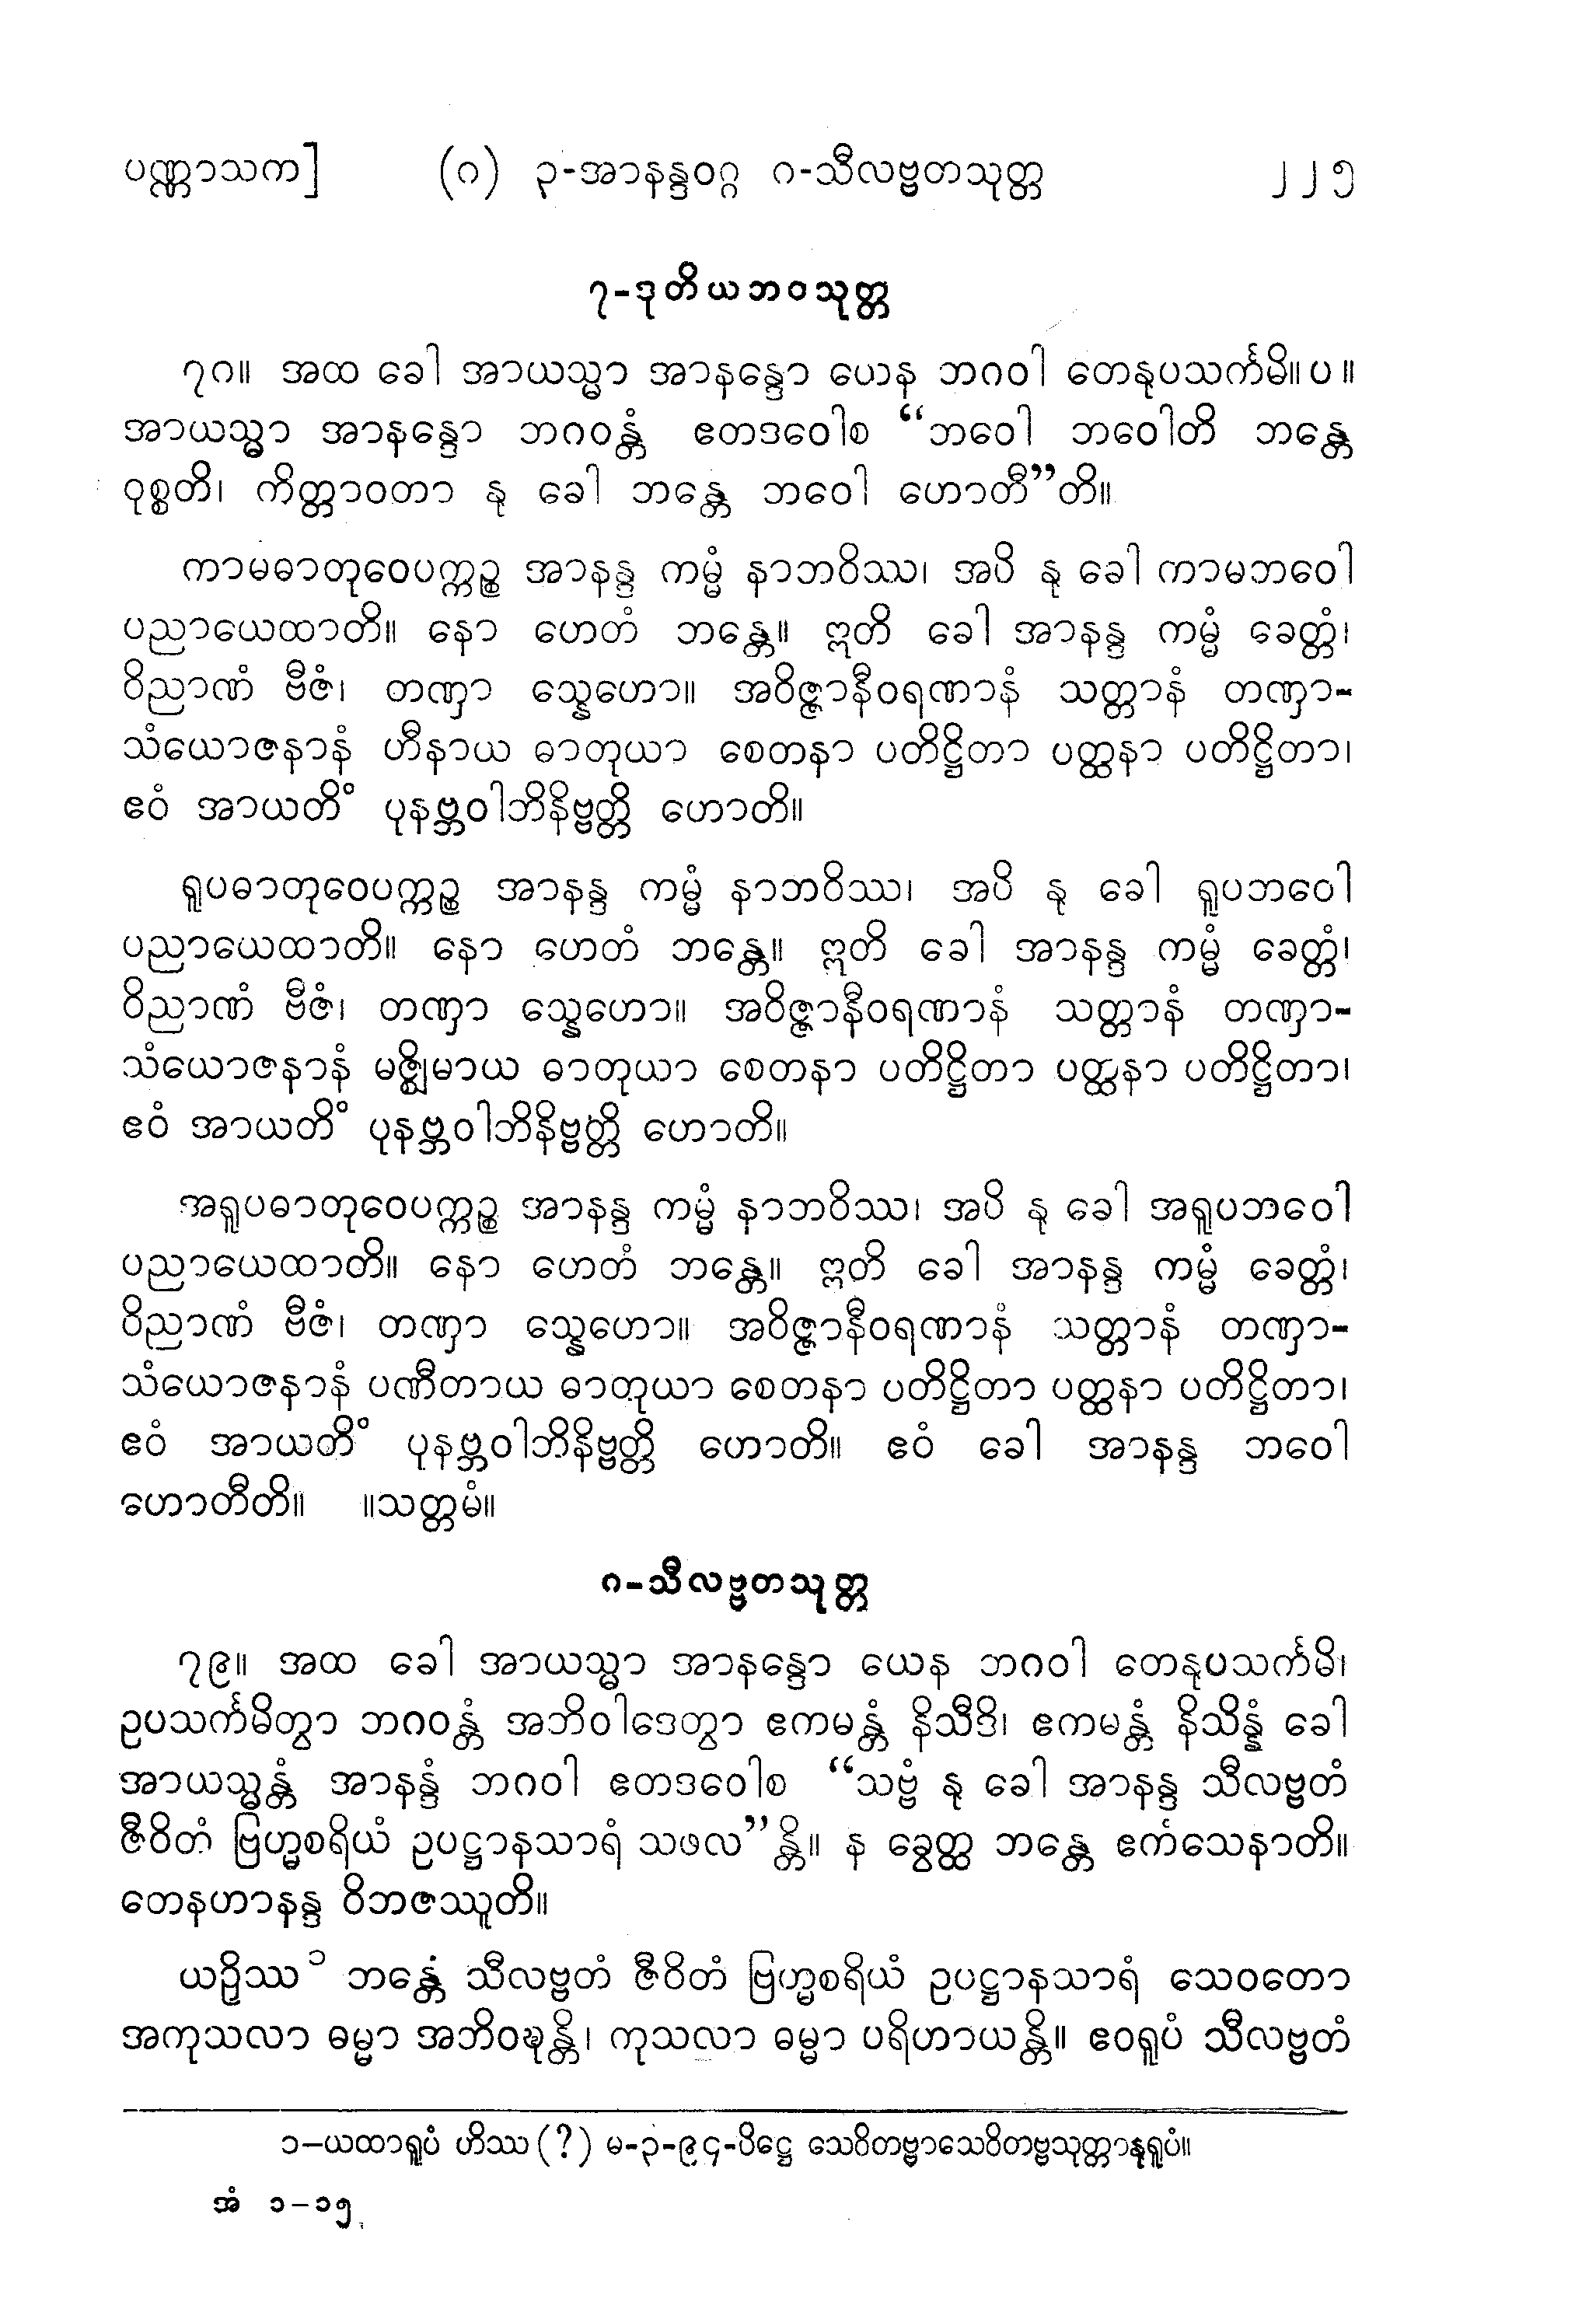 ပဏ္ဏာသက] (၈) ၃-အာနန္ဒဝဂ္ဂ ၈-သီလဗ္ဗတသုတ္တ ၂၂၅
၇-ဒုတိယဘဝသုတ္တ
၇၈။ အထ ခေါ အာယသ္မာ အာနန္ဒော ယေန ဘဂဝါ တေနုပသင်္ကမိ။ပ။
အာယသ္မာ အာနန္ဒော ဘဂဝန္တံ ဧတဒဝေါစ “ဘဝေါ ဘဝေါတိ ဘန္တေ
ဝုစ္စတိ၊ ကိတ္တာဝတာ နု ခေါ ဘန္တေ ဘဝေါ ဟောတီ”တိ။
ကာမဓာတုဝေပက္ကဉ္စ အာနန္ဒ ကမ္မံ နာဘဝိဿ၊ အပိ နု ခေါ ကာမဘဝေါ
ပညာယေထာတိ။ နော ဟေတံ ဘန္တေ။ ဣတိ ခေါ အာနန္ဒ ကမ္မံ ခေတ္တံ၊
ဝိညာဏံ ဗီဇံ၊ တဏှာ သ္နေဟော။ အဝိဇ္ဇာနီဝရဏာနံ သတ္တာနံ တဏှာ-
သံယောဇနာနံ ဟီနာယ ဓာတုယာ စေတနာ ပတိဋ္ဌိတာ ပတ္ထနာ ပတိဋ္ဌိတာ၊
ဧဝံ အာယတိံ ပုနဗ္ဘဝါဘိနိဗ္ဗတ္တိ ဟောတိ။
ရူပဓာတုဝေပက္ကဉ္စ အာနန္ဒ ကမ္မံ နာဘဝိဿ၊ အပိ နု ခေါ ရူပဘဝေါ
ပညာယေထာတိ။ နော ဟေတံ ဘန္တေ။ ဣတိ ခေါ အာနန္ဒ ကမ္မံ ခေတ္တံ၊
ဝိညာဏံ ဗီဇံ၊ တဏှာ သ္နေဟော။ အဝိဇ္ဇာနီဝရဏာနံ သတ္တာနံ တဏှာ-
သံယောဇနာနံ မဇ္ဈိမာယ ဓာတုယာ စေတနာ ပတိဋ္ဌိတာ ပတ္ထနာ ပတိဋ္ဌိတာ၊
ဧဝံ အာယတိံ ပုနဗ္ဘဝါဘိနိဗ္ဗတ္တိ ဟောတိ။
အရူပဓာတုဝေပက္ကဉ္စ အာနန္ဒ ကမ္မံ နာဘဝိဿ၊ အပိ နု ခေါ အရူပဘဝေါ
ပညာယေထာတိ။ နော ဟေတံ ဘန္တေ။ ဣတိ ခေါ အာနန္ဒ ကမ္မံ ခေတ္တံ၊
ဝိညာဏံ ဗီဇံ၊ တဏှာ သ္နေဟော။ အဝိဇ္ဇာနီဝရဏာနံ သတ္တာနံ တဏှာ-
သံယောဇနာနံ ပဏီတာယ ဓာတုယာ စေတနာ ပတိဋ္ဌိတာ ပတ္ထနာ ပတိဋ္ဌိတာ၊
ဧဝံ အာယတိံ ပုနဗ္ဘဝါဘိနိဗ္ဗတ္တိ ဟောတိ။ ဧဝံ ခေါ အာနန္ဒ ဘဝေါ
ဟောတီတိ။ ။သတ္တမံ။
၈-သီလဗ္ဗတသုတ္တ
၇၉။ အထ ခေါ အာယသ္မာ အာနန္ဒော ယေန ဘဂဝါ တေနုပသင်္ကမိ၊
ဥပသင်္ကမိတွာ ဘဂဝန္တံ အဘိဝါဒေတွာ ဧကမန္တံ နိသီဒိ၊ ဧကမန္တံ နိသိန္နံ ခေါ
အာယသ္မန္တံ အာနန္ဒံ ဘဂဝါ ဧတဒဝေါစ “သဗ္ဗံ နု ခေါ အာနန္ဒ သီလဗ္ဗတံ
ဇီဝိတံ ဗြဟ္မစရိယံ ဥပဋ္ဌာနသာရံ သဖလ”န္တိ။ န ခွေတ္ထ ဘန္တေ ဧကံသေနာတိ။
တေနဟာနန္ဒ ဝိဘဇဿူတိ။
ယဉှိဿ ၁ ဘန္တေံ သီလဗ္ဗတံ ဇီဝိတံ ဗြဟ္မစရိယံ ဥပဋ္ဌာနသာရံ သေဝတော
အကုသလာ ဓမ္မာ အဘိဝဍ္ဎန္တိ၊ ကုသလာ ဓမ္မာ ပရိဟာယန္တိ။ ဧဝရူပံ သီလဗ္ဗတံ
၁–ယထာရူပံ ဟိဿ (?) မ-၃-၉၄-ပိဋ္ဌေ သေဝိတဗ္ဗာသေဝိတဗ္ဗသုတ္တာနုရူပံ။
အံ ၁–၁၅